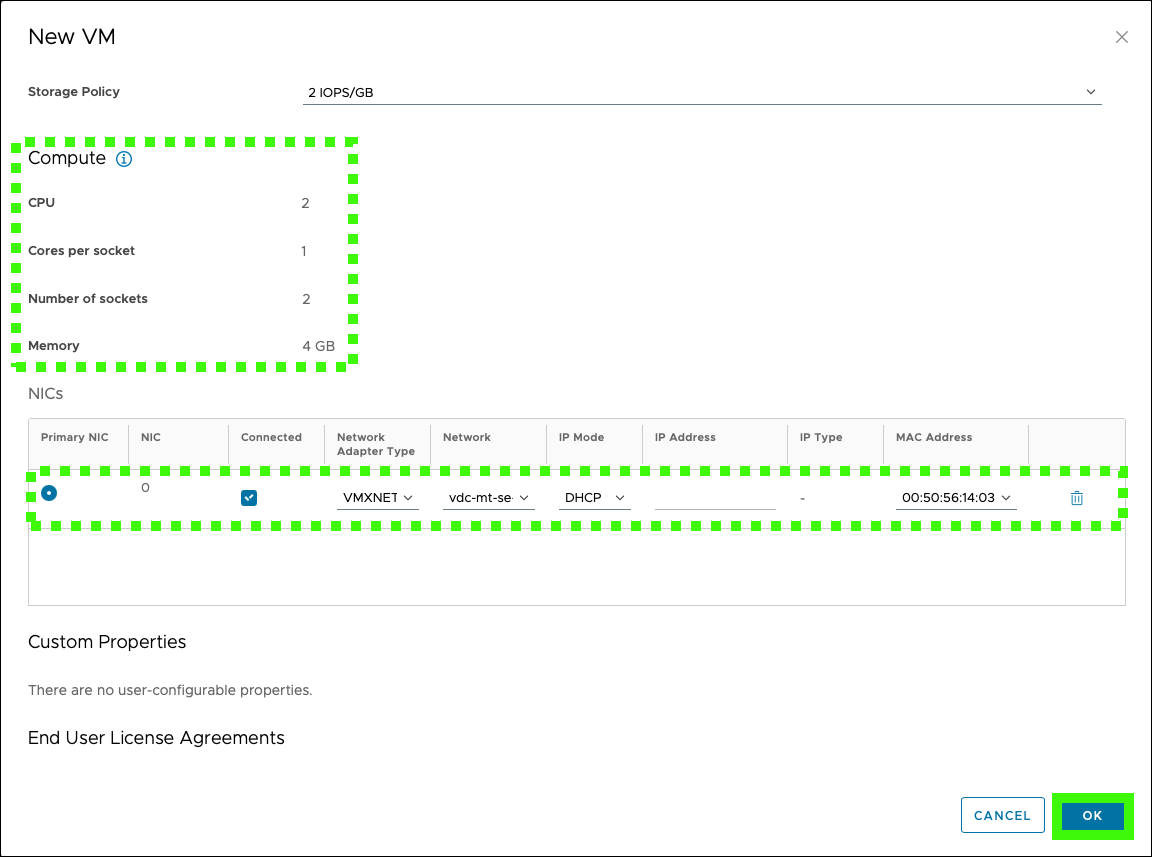 New VM
Storage Policy 2 IOPS/GB
Compute
CPU 2
Cores per socket 1
Number of sockets 2
Memory 4 GB
NICs
Primary NIC NIC Connected Network Adapter Type Network IP Mode IP Address IP Type MAC Address
0 VMXNET vdc-mt-se- DHCP - 00:50:56:14:03
Custom Properties
There are no user-configurable properties.
End User License Agreements
CANCEL OK